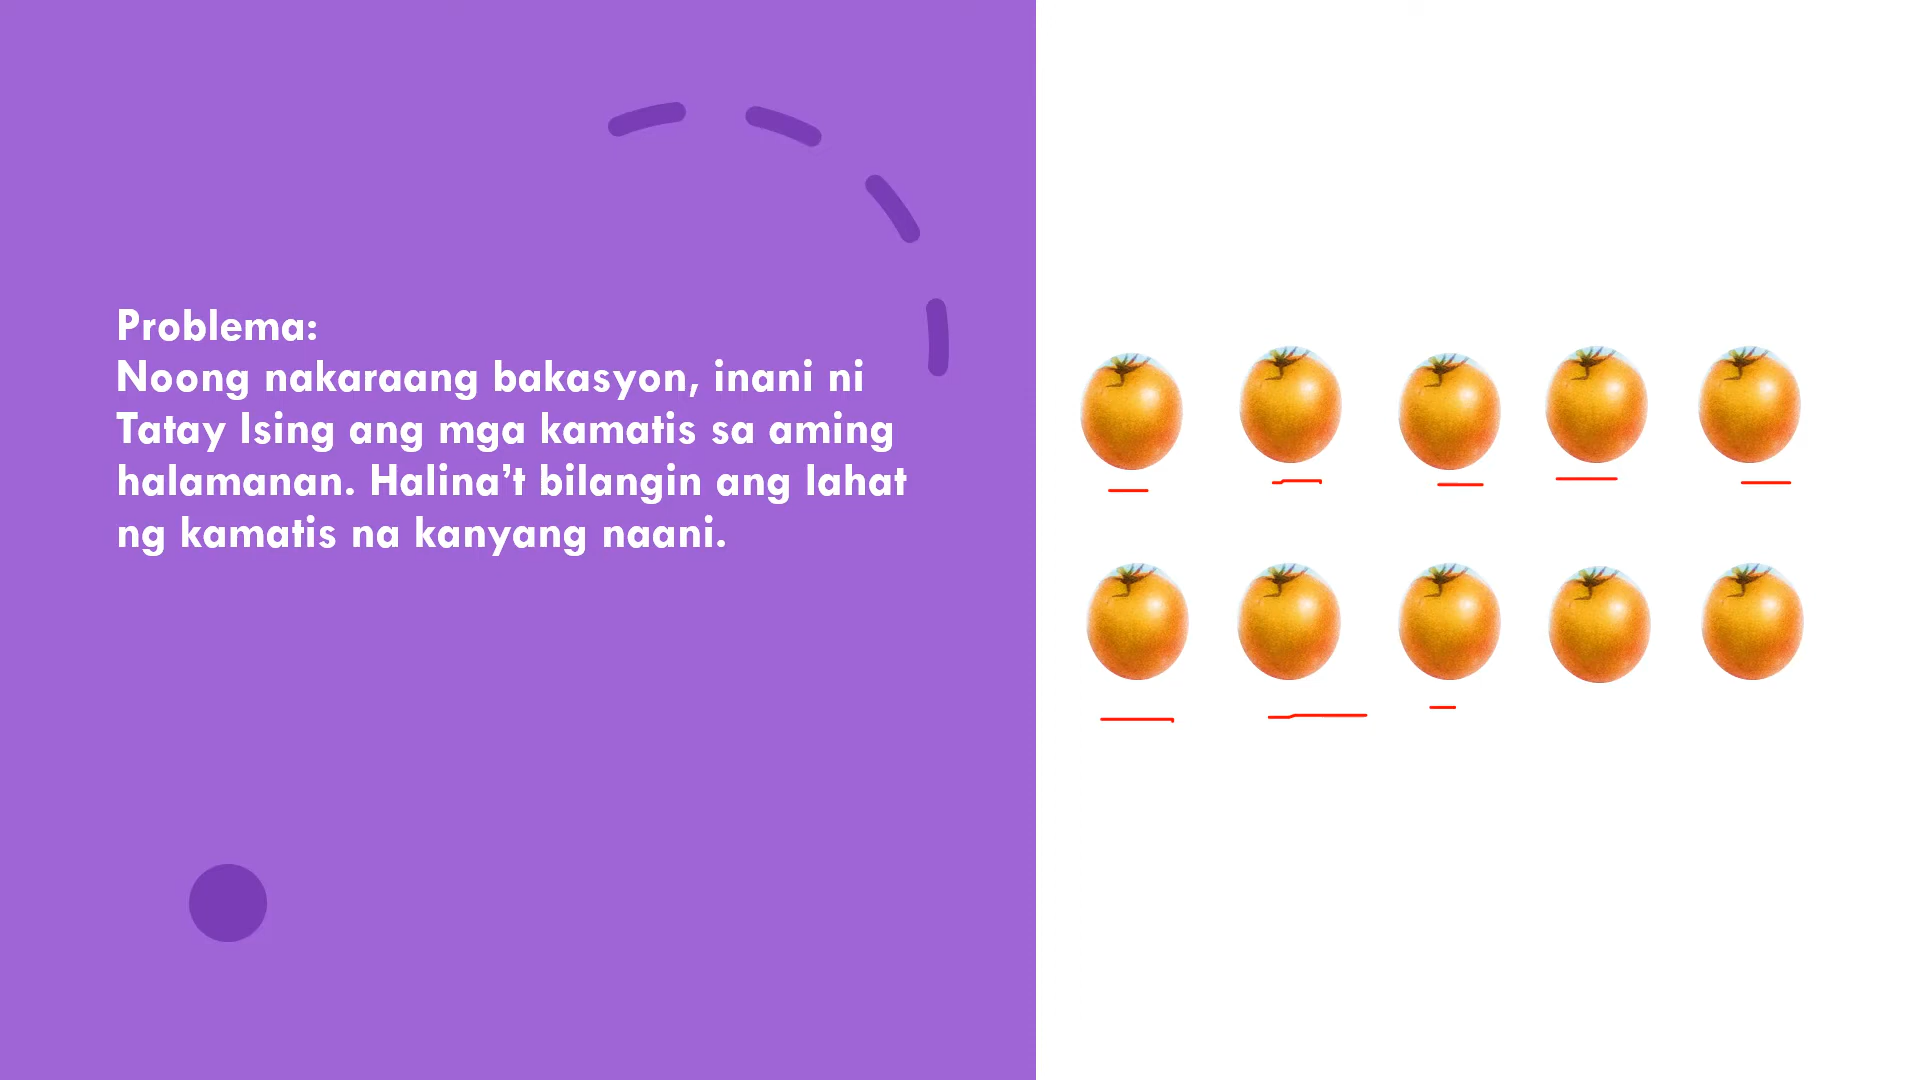 Problema:
Noong nakaraang bakasyon, inani ni
Tatay Ising ang mga kamatis sa aming
halamanan. Halina’t bilangin ang lahat
ng kamatis na kanyang naani.